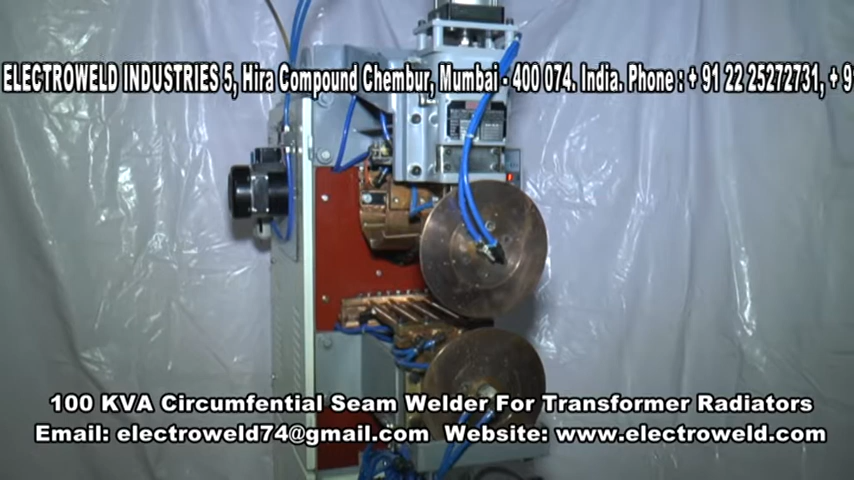 ELECTROWELD INDUSTRIES 5, Hira Compound Chembur, Mumbai - 400 074. India. Phone : + 91 22 25272731, + 9
100 KVA Circumfential Seam Welder For Transformer Radiators
Email: electroweld74@gmail.com Website: www.electroweld.com